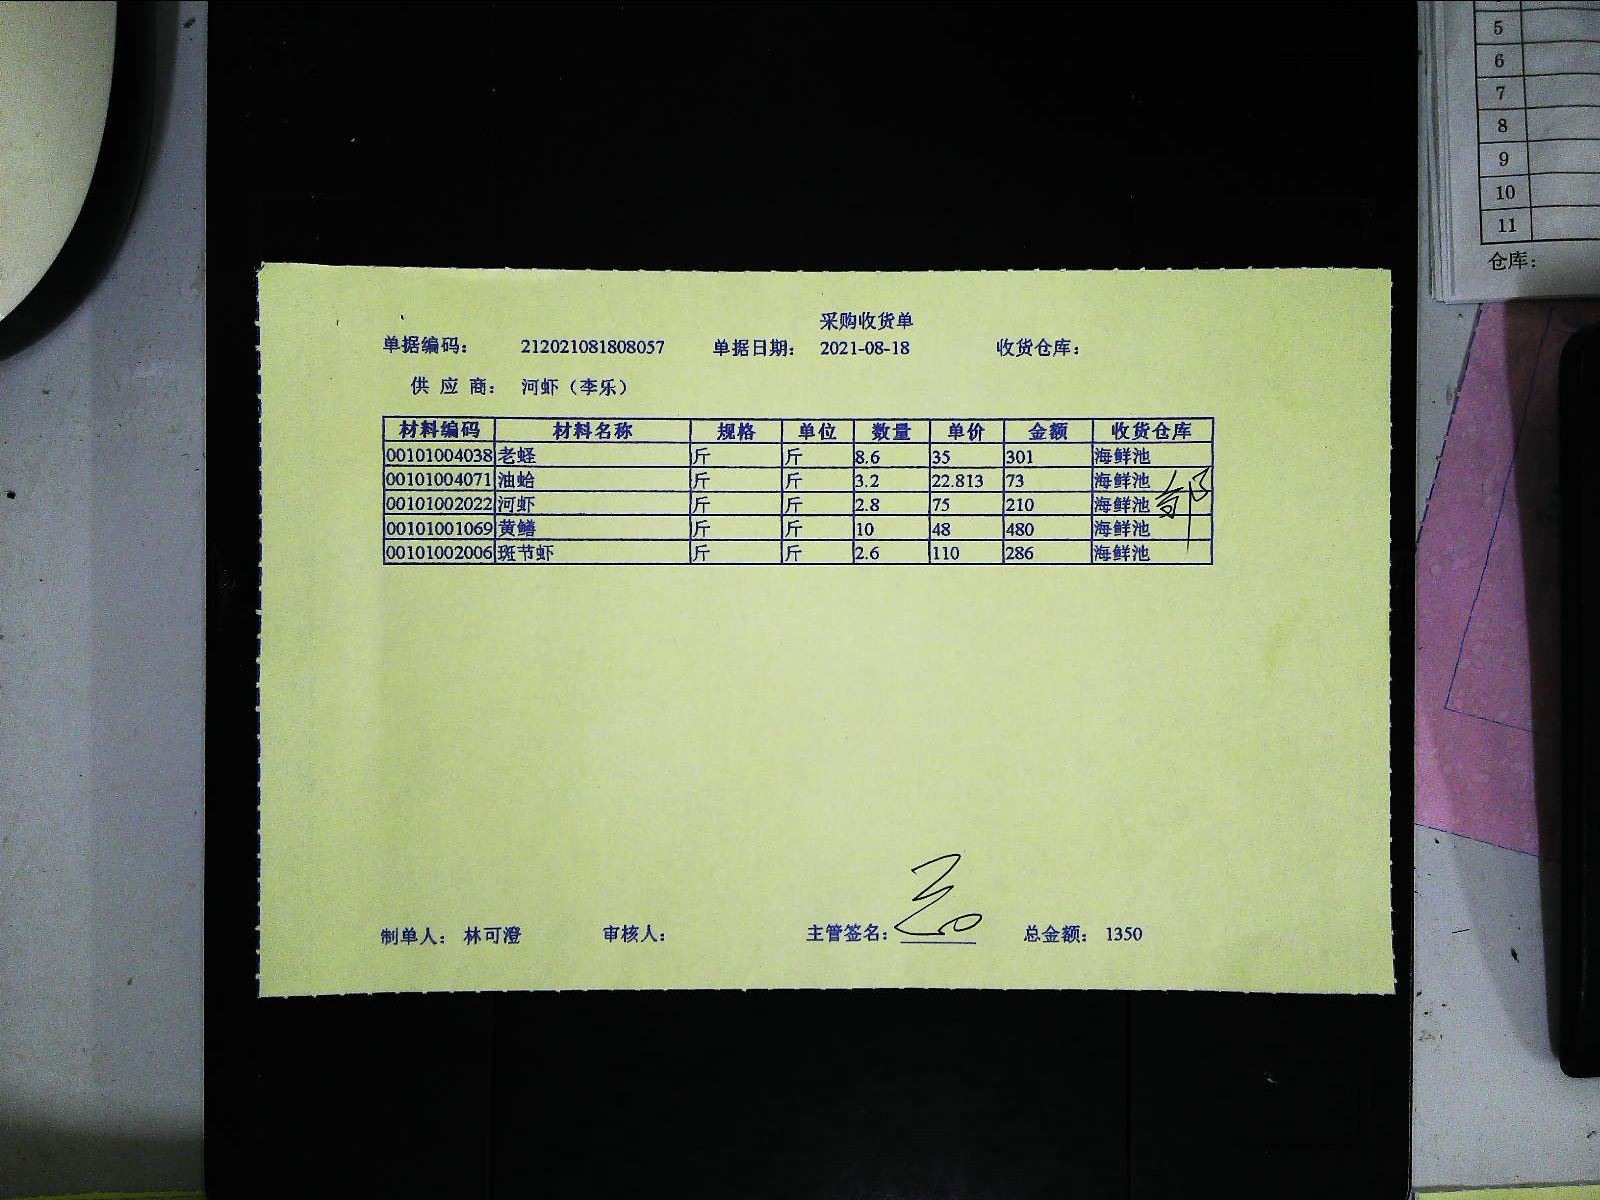 5
6
7
8
9
10
11
仓库：
采购收货单
单据编码： 212021081808057 单据日期： 2021-08-18 收货仓库：
供 应 商： 河虾（李乐）
材料编码 材料名称 规格 单位 数量 单价 金额 收货仓库
00101004038 老蛏 斤 斤 8.6 35 301 海鲜池
00101004071 油蛤 斤 斤 3.2 22.813 73 海鲜池
00101002022 河虾 斤 斤 2.8 75 210 海鲜池
00101001069 黄鳝 斤 斤 10 48 480 海鲜池
00101002006 斑节虾 斤 斤 2.6 110 286 海鲜池
制单人： 林可澄 审核人： 主管签名： 总金额： 1350